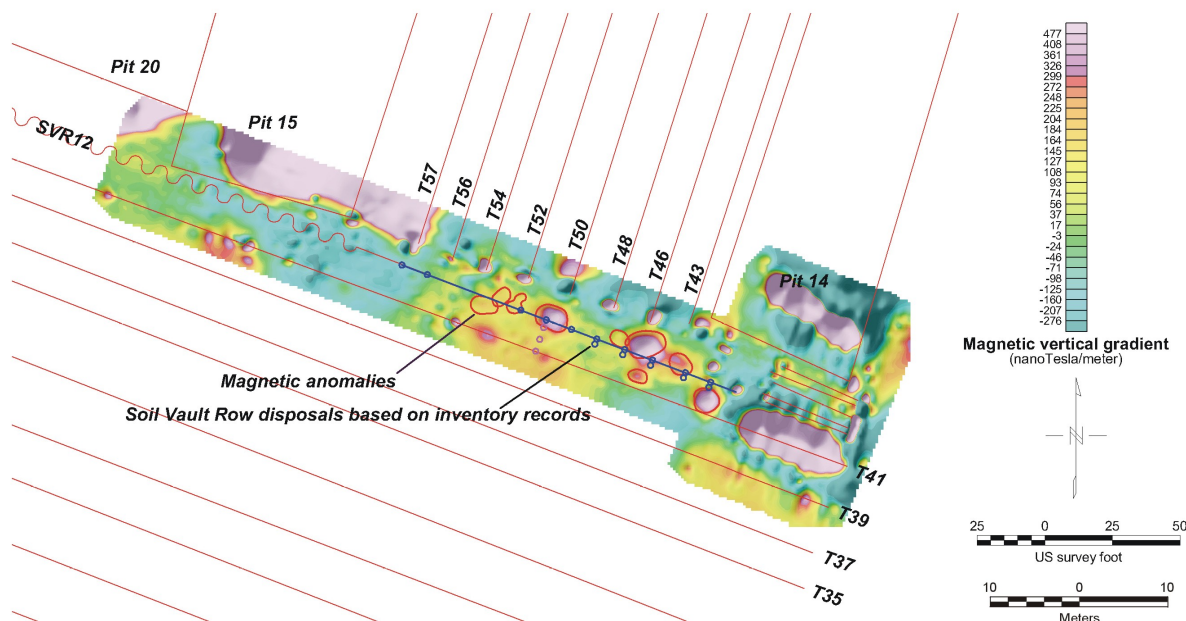 Pit 20
SVR12
Pit 15
T57
T56
T54
T52
T50
T48
T46
T43
Pit 14
Magnetic anomalies
Soil Vault Row disposals based on inventory records
T41
T39
T37
T35
477
408
361
326
299
272
248
225
204
184
164
145
127
108
93
74
56
37
17
-3
-24
-46
-71
-98
-125
-160
-207
-276
Magnetic vertical gradient
(nanoTesla/meter)
N
25 0 25 50
US survey foot
10 0 10
Meters